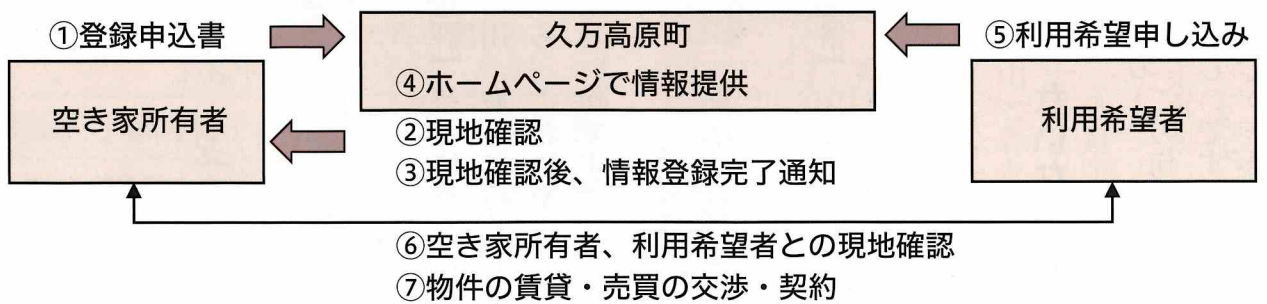 ①登録申込書
久万高原町
⑤利用希望申し込み
④ホームページで情報提供
空き家所有者
利用希望者
②現地確認
③現地確認後、情報登録完了通知
⑥空き家所有者、利用希望者との現地確認
⑦物件の賃貸・売買の交渉・契約